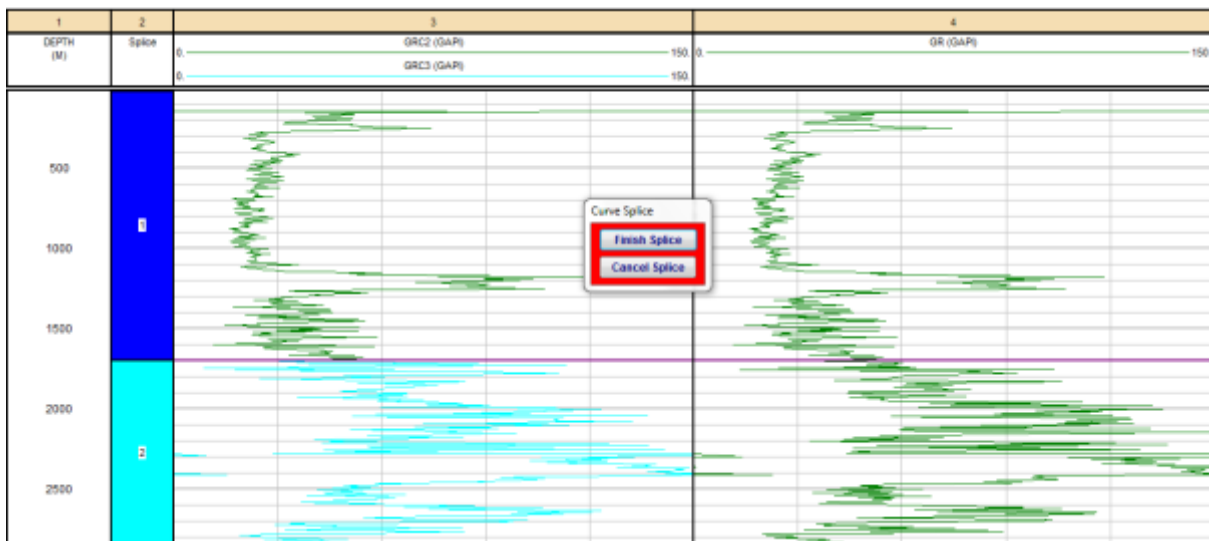 1 2 3 4
DEPTH (M) Splice GRC2 (GAPI) GR (GAPI)
0. 150. 0. 150.
GRC3 (GAPI)
0. 150.
500
Curve Splice
1 Finish Splice
1000
Cancel Splice
1500
2000
2
2500